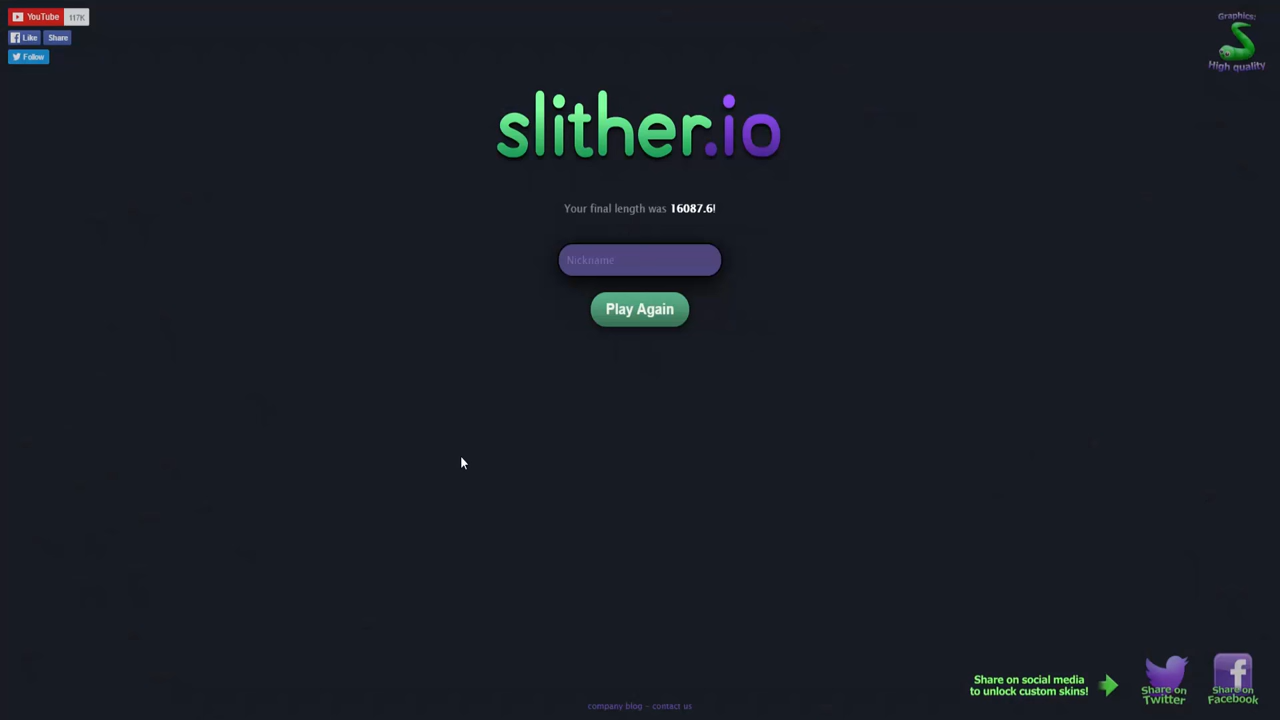 YouTube 117K
Like Share
Follow
Graphics:
High quality
slither.io
Your final length was 16087.6!
Nickname
Play Again
Share on social media
to unlock custom skins!
Share on
Twitter
Share on
Facebook
company blog - contact us